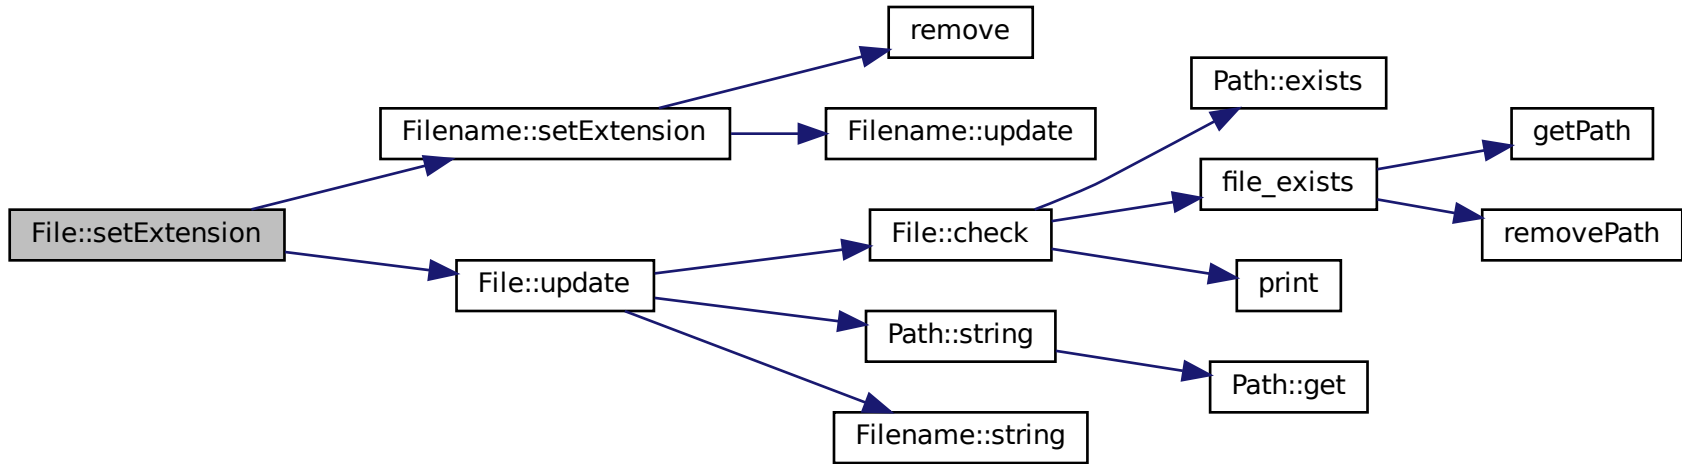 remove
Path::exists
Filename::setExtension
Filename::update
getPath
file_exists
File::setExtension
File::check
removePath
File::update
print
Path::string
Path::get
Filename::string